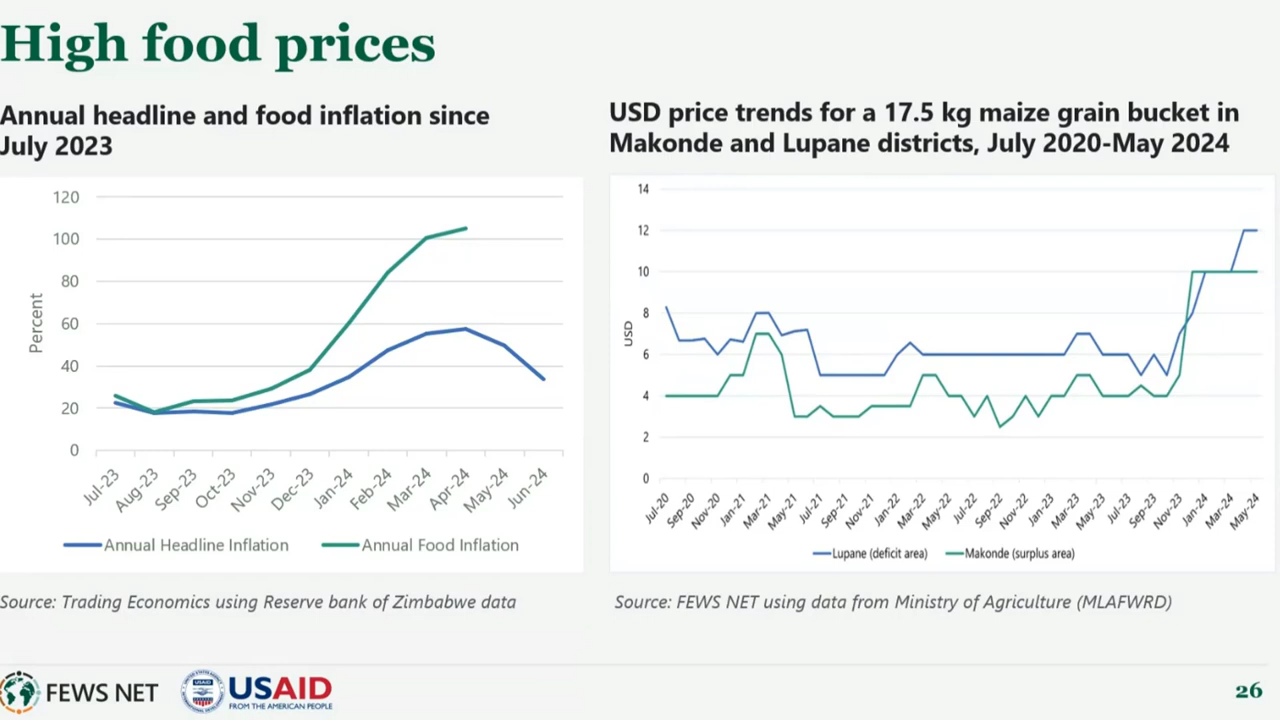 High food prices
Annual headline and food inflation since
July 2023
120
100
80
60
40
20
0
Percent
Jul-23
Aug-23
Sep-23
Oct-23
Nov-23
Dec-23
Jan-24
Feb-24
Mar-24
Apr-24
May-24
Jun-24
Annual Headline Inflation
Annual Food Inflation
Source: Trading Economics using Reserve bank of Zimbabwe data
USD price trends for a 17.5 kg maize grain bucket in
Makonde and Lupane districts, July 2020-May 2024
14
12
10
8
6
4
2
0
USD
Jul-20
Sep-20
Nov-20
Jan-21
Mar-21
May-21
Jul-21
Sep-21
Nov-21
Jan-22
Mar-22
May-22
Jul-22
Sep-22
Nov-22
Jan-23
Mar-23
May-23
Jul-23
Sep-23
Nov-23
Jan-24
Mar-24
May-24
Lupane (deficit area)
Makonde (surplus area)
Source: FEWS NET using data from Ministry of Agriculture (MLAFWRD)
FEWS NET
USAID
USAID
FROM THE AMERICAN PEOPLE
26